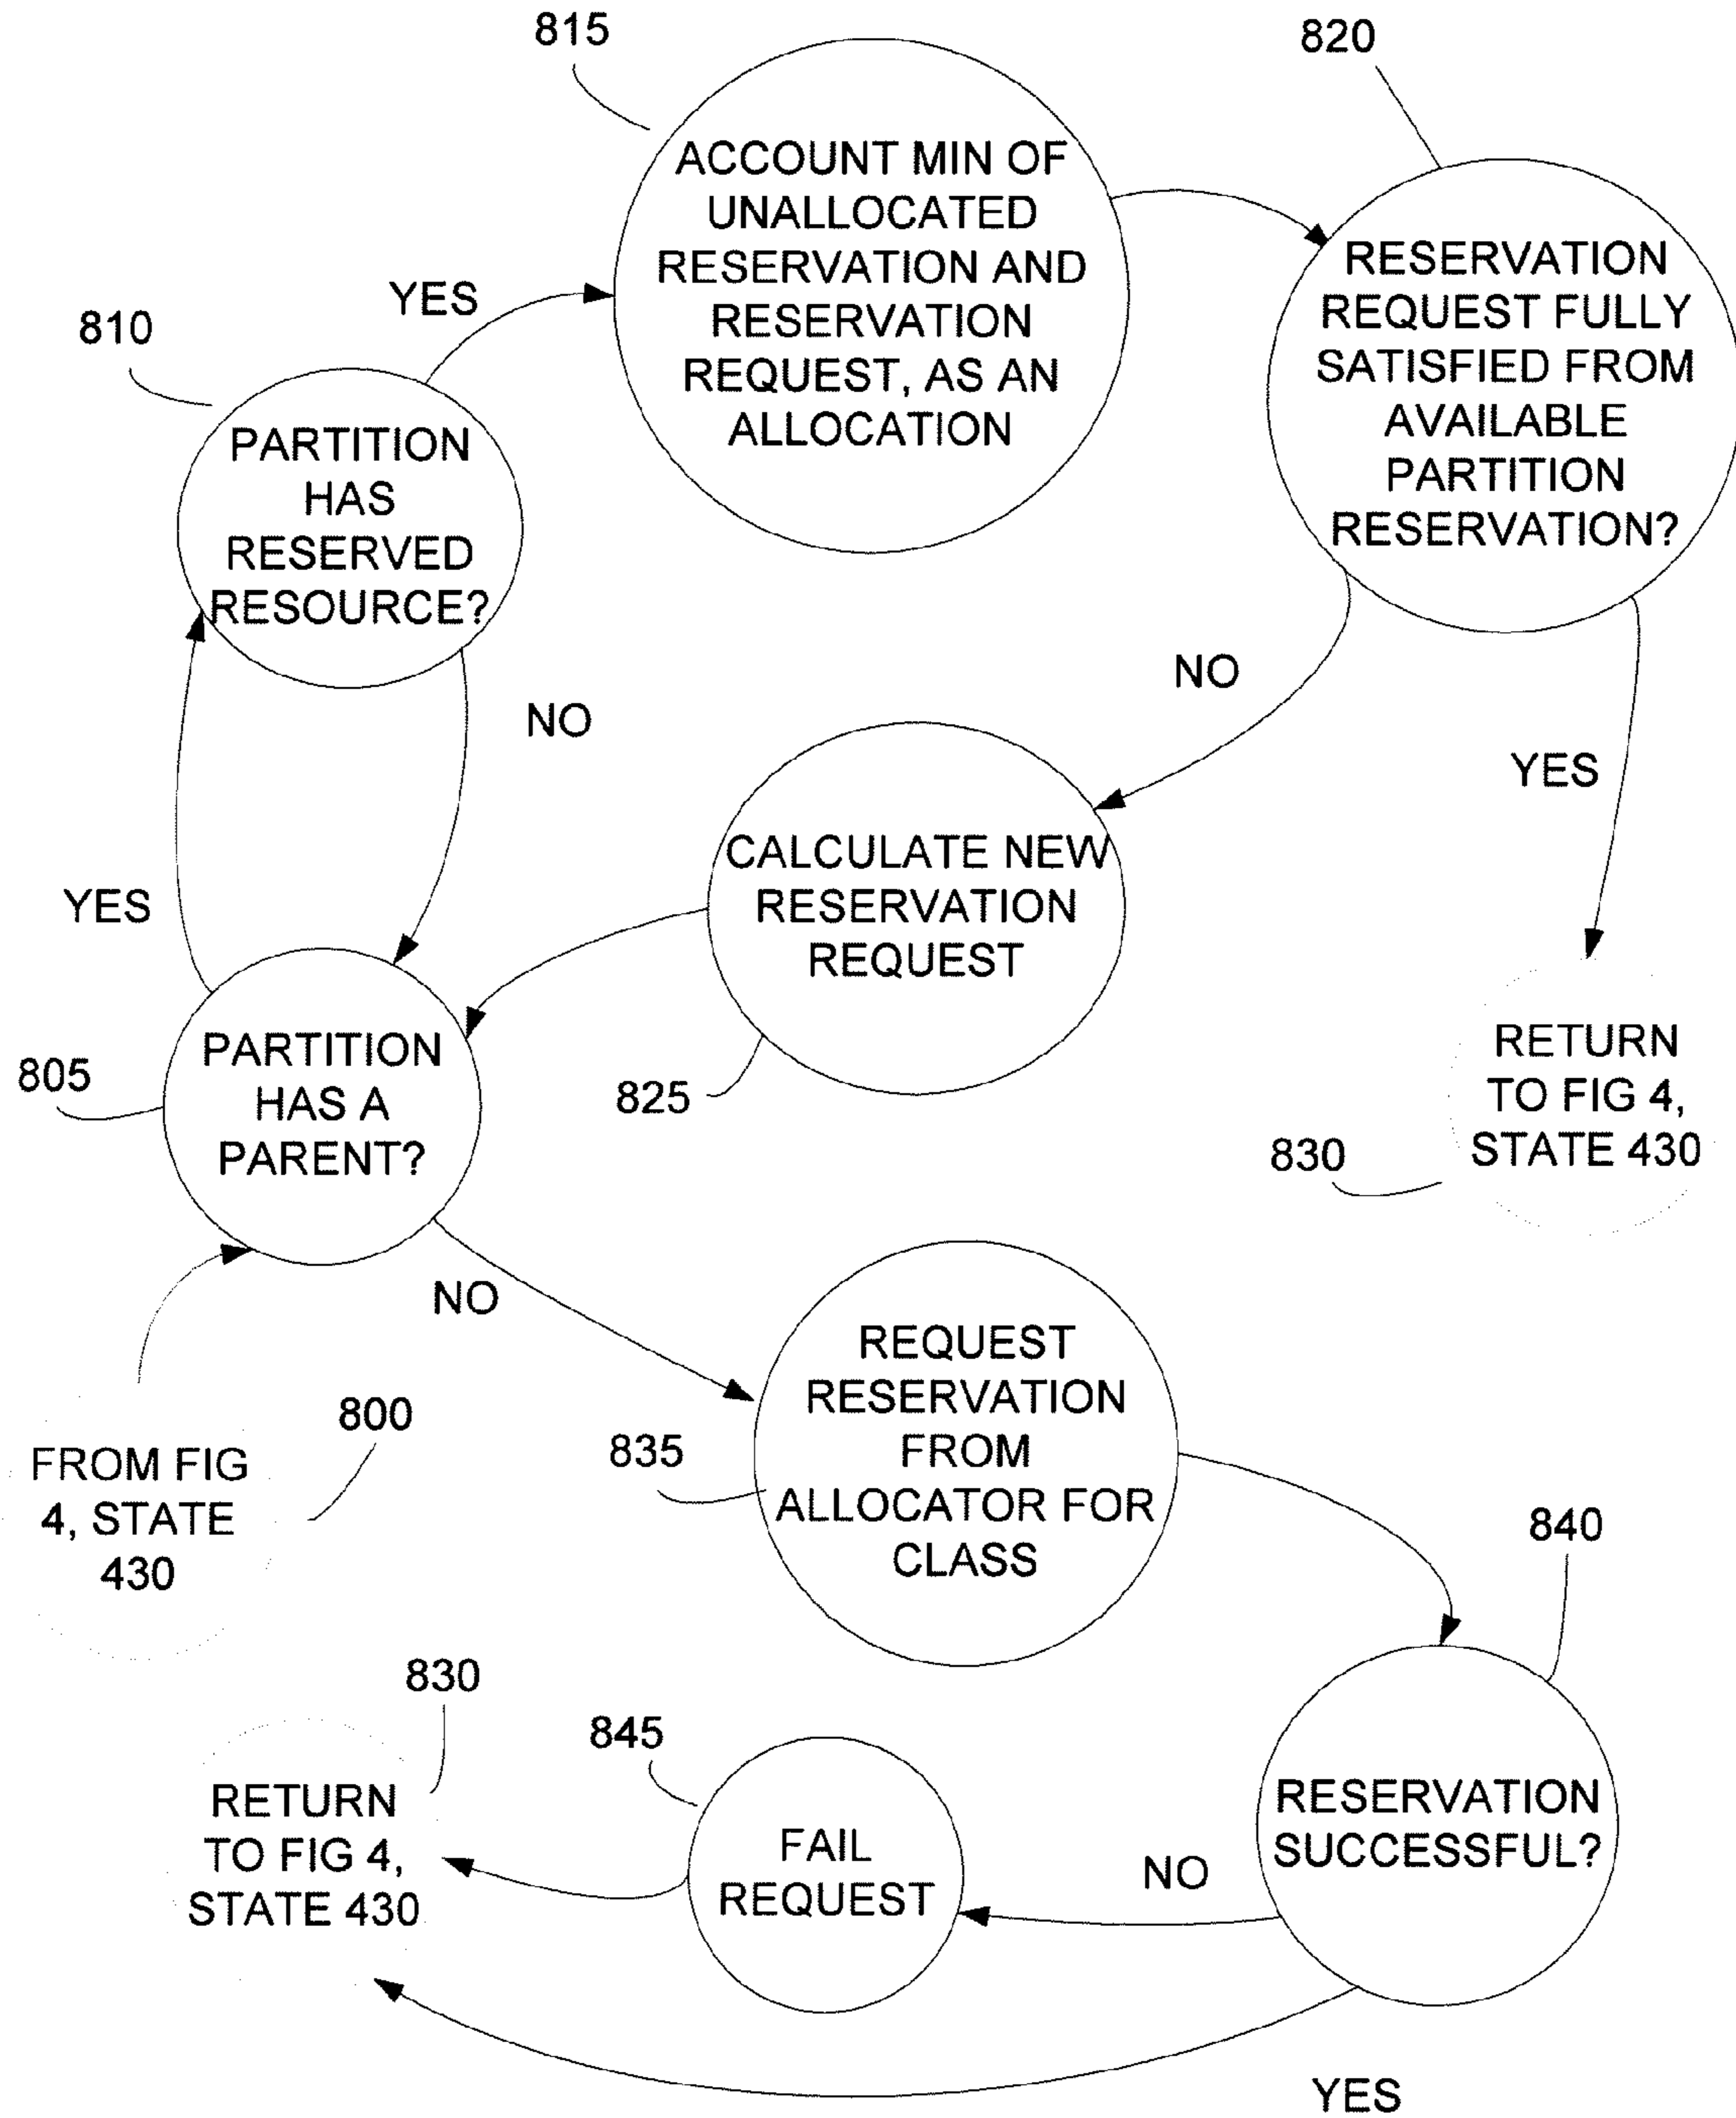 815
820
ACCOUNT MIN OF
UNALLOCATED
RESERVATION AND
RESERVATION
REQUEST, AS AN
ALLOCATION
RESERVATION
REQUEST FULLY
SATISFIED FROM
AVAILABLE
PARTITION
RESERVATION?
YES
810
PARTITION
HAS
RESERVED
RESOURCE?
NO
NO
YES
YES
CALCULATE NEW
RESERVATION
REQUEST
825
805
PARTITION
HAS A
PARENT?
RETURN
TO FIG 4,
STATE 430
830
NO
REQUEST
RESERVATION
FROM
ALLOCATOR FOR
CLASS
835
800
FROM FIG
4, STATE
430
840
830
845
RETURN
TO FIG 4,
STATE 430
FAIL
REQUEST
NO
RESERVATION
SUCCESSFUL?
YES